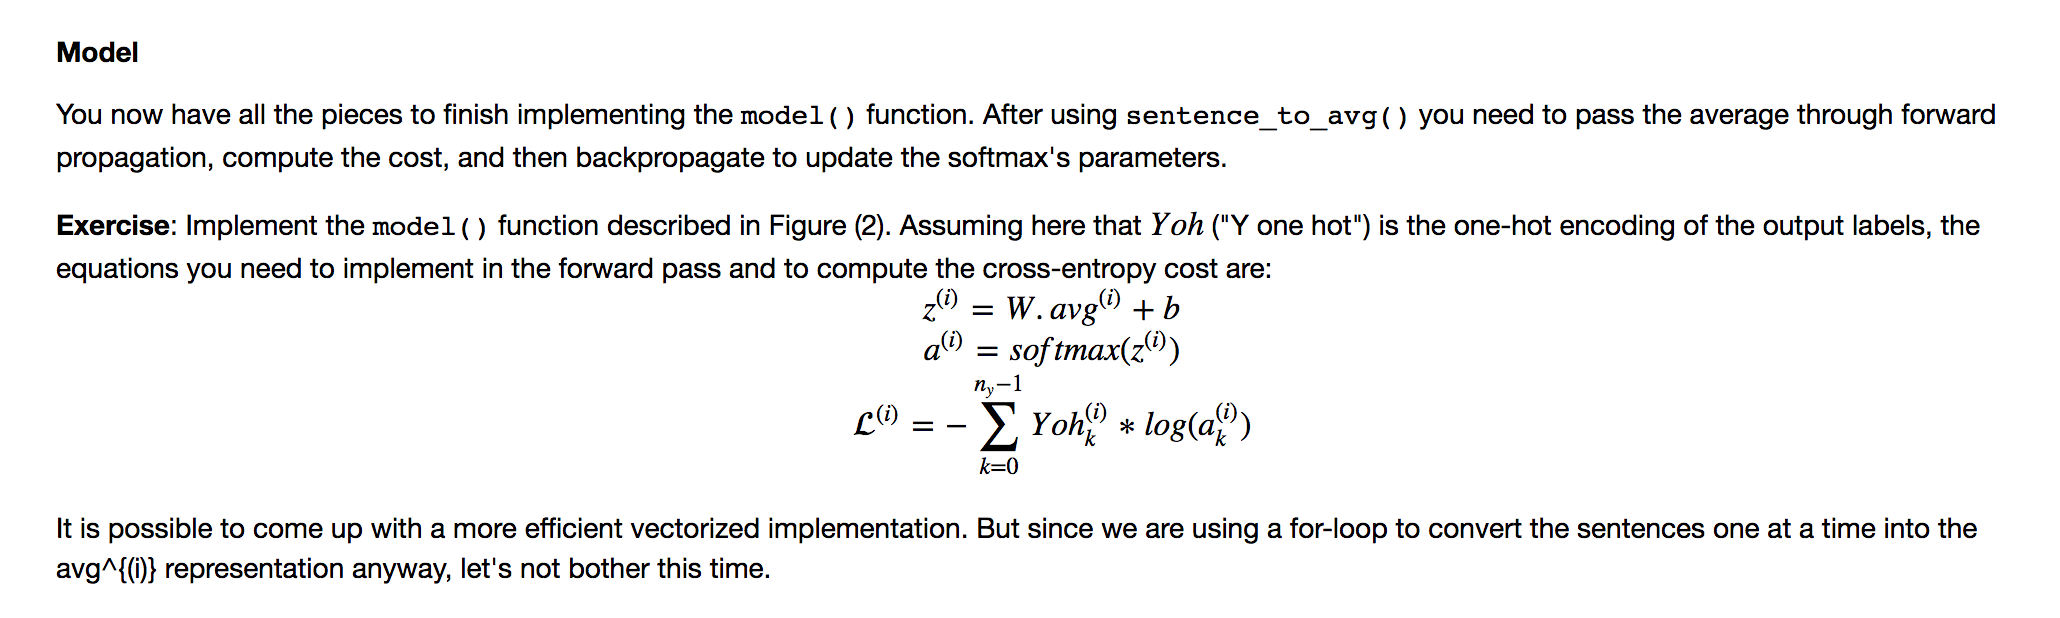 Model
You now have all the pieces to finish implementing the model() function. After using sentence_to_avg() you need to pass the average through forward
propagation, compute the cost, and then backpropagate to update the softmax's parameters.
Exercise: Implement the model() function described in Figure (2). Assuming here that Yoh ("Y one hot") is the one-hot encoding of the output labels, the
equations you need to implement in the forward pass and to compute the cross-entropy cost are:
z^{(i)} = W. avg^{(i)} + b
a^{(i)} = softmax(z^{(i)})
ℒ^{(i)} = − ∑_{k=0}^{n_y−1} Yoh_k^{(i)} * log(a_k^{(i)})
It is possible to come up with a more efficient vectorized implementation. But since we are using a for-loop to convert the sentences one at a time into the
avg^{(i)} representation anyway, let's not bother this time.